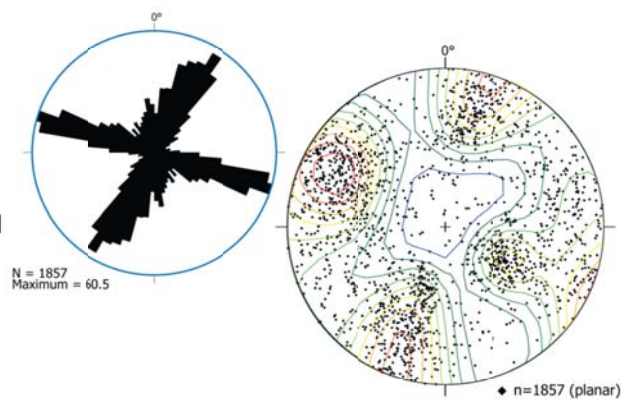 0°
N = 1857
Maximum = 60.5
0°
n=1857 (planar)